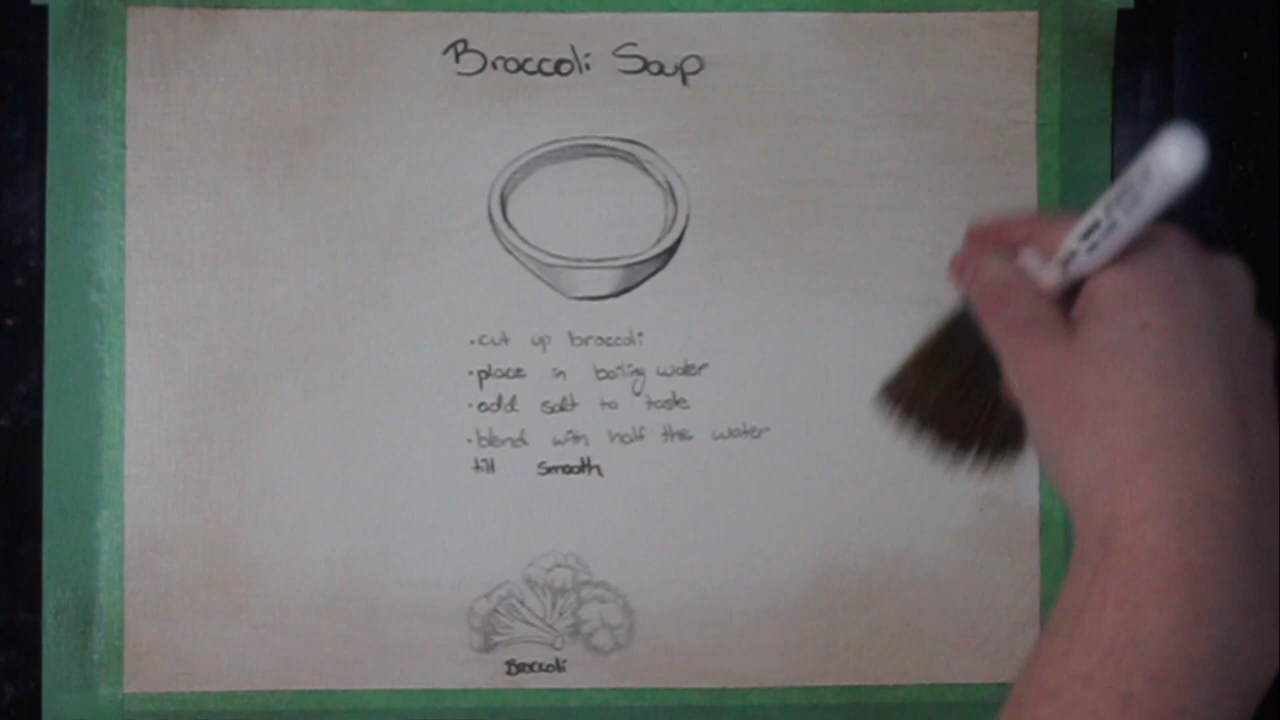 Broccoli Soup
•cut up broccoli
•place in boiling water
•add salt to taste
•blend with half the water
till smooth
Broccoli